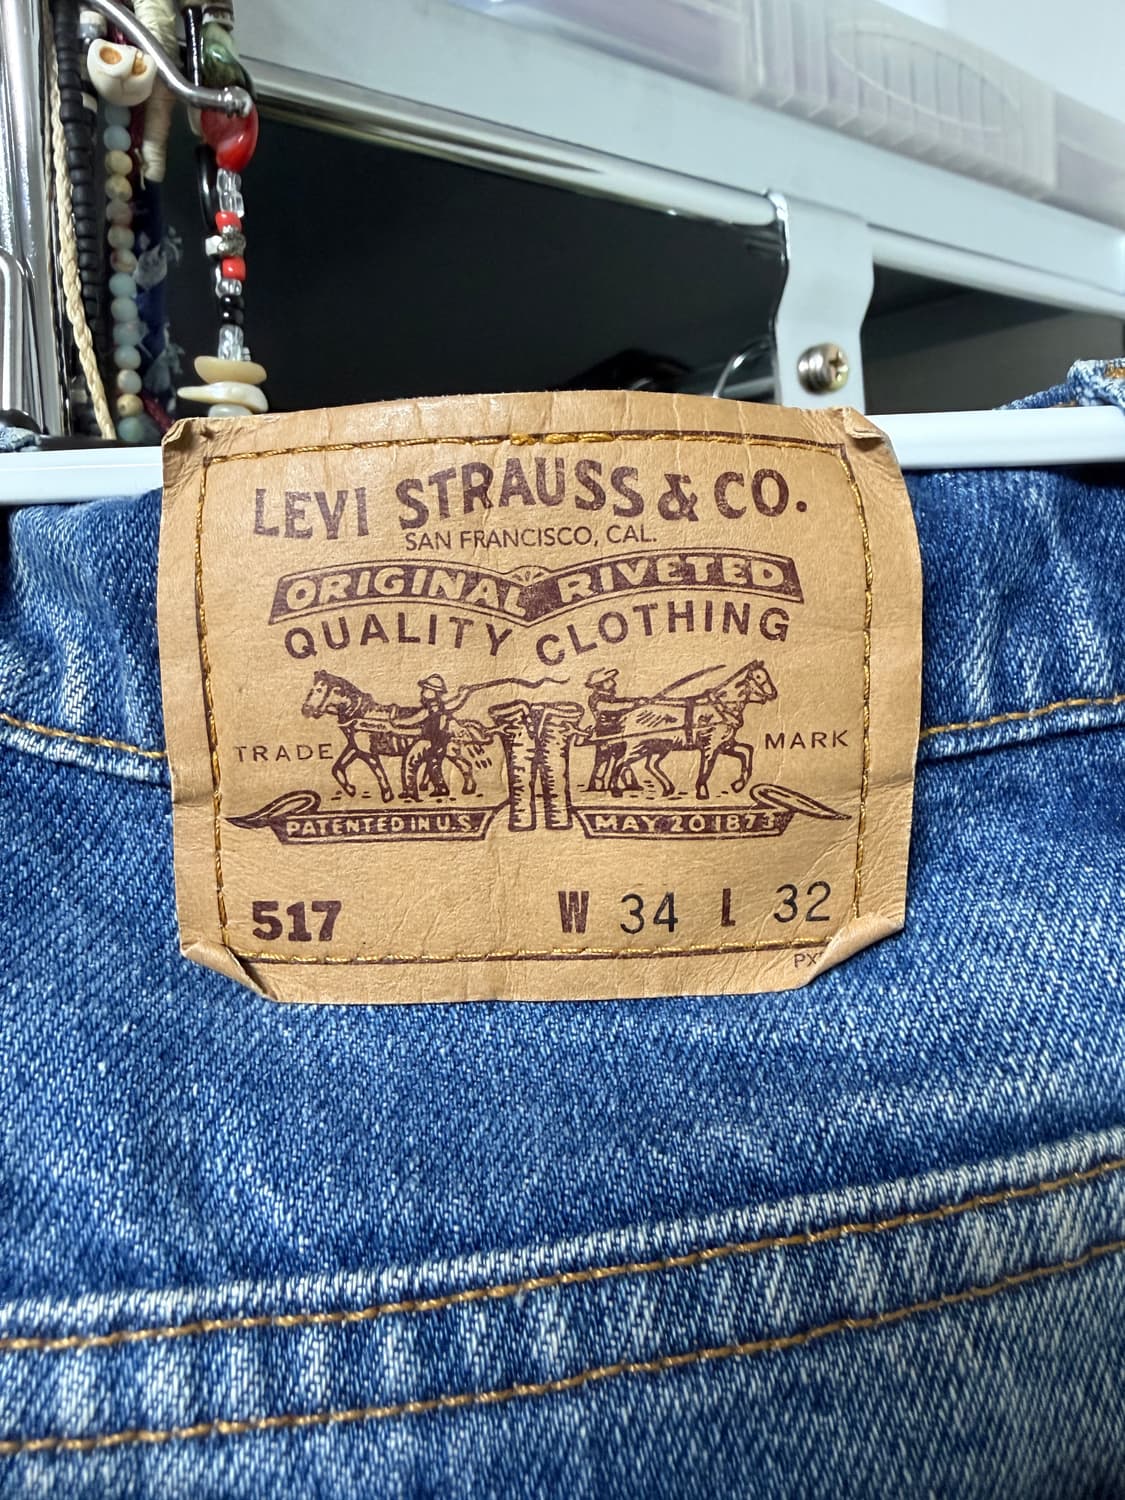 LEVI STRAUSS & CO.
SAN FRANCISCO, CAL.
ORIGINAL RIVETED
QUALITY CLOTHING
TRADE MARK
PATENTED IN U.S. MAY 20 1873
517 W 34 L 32